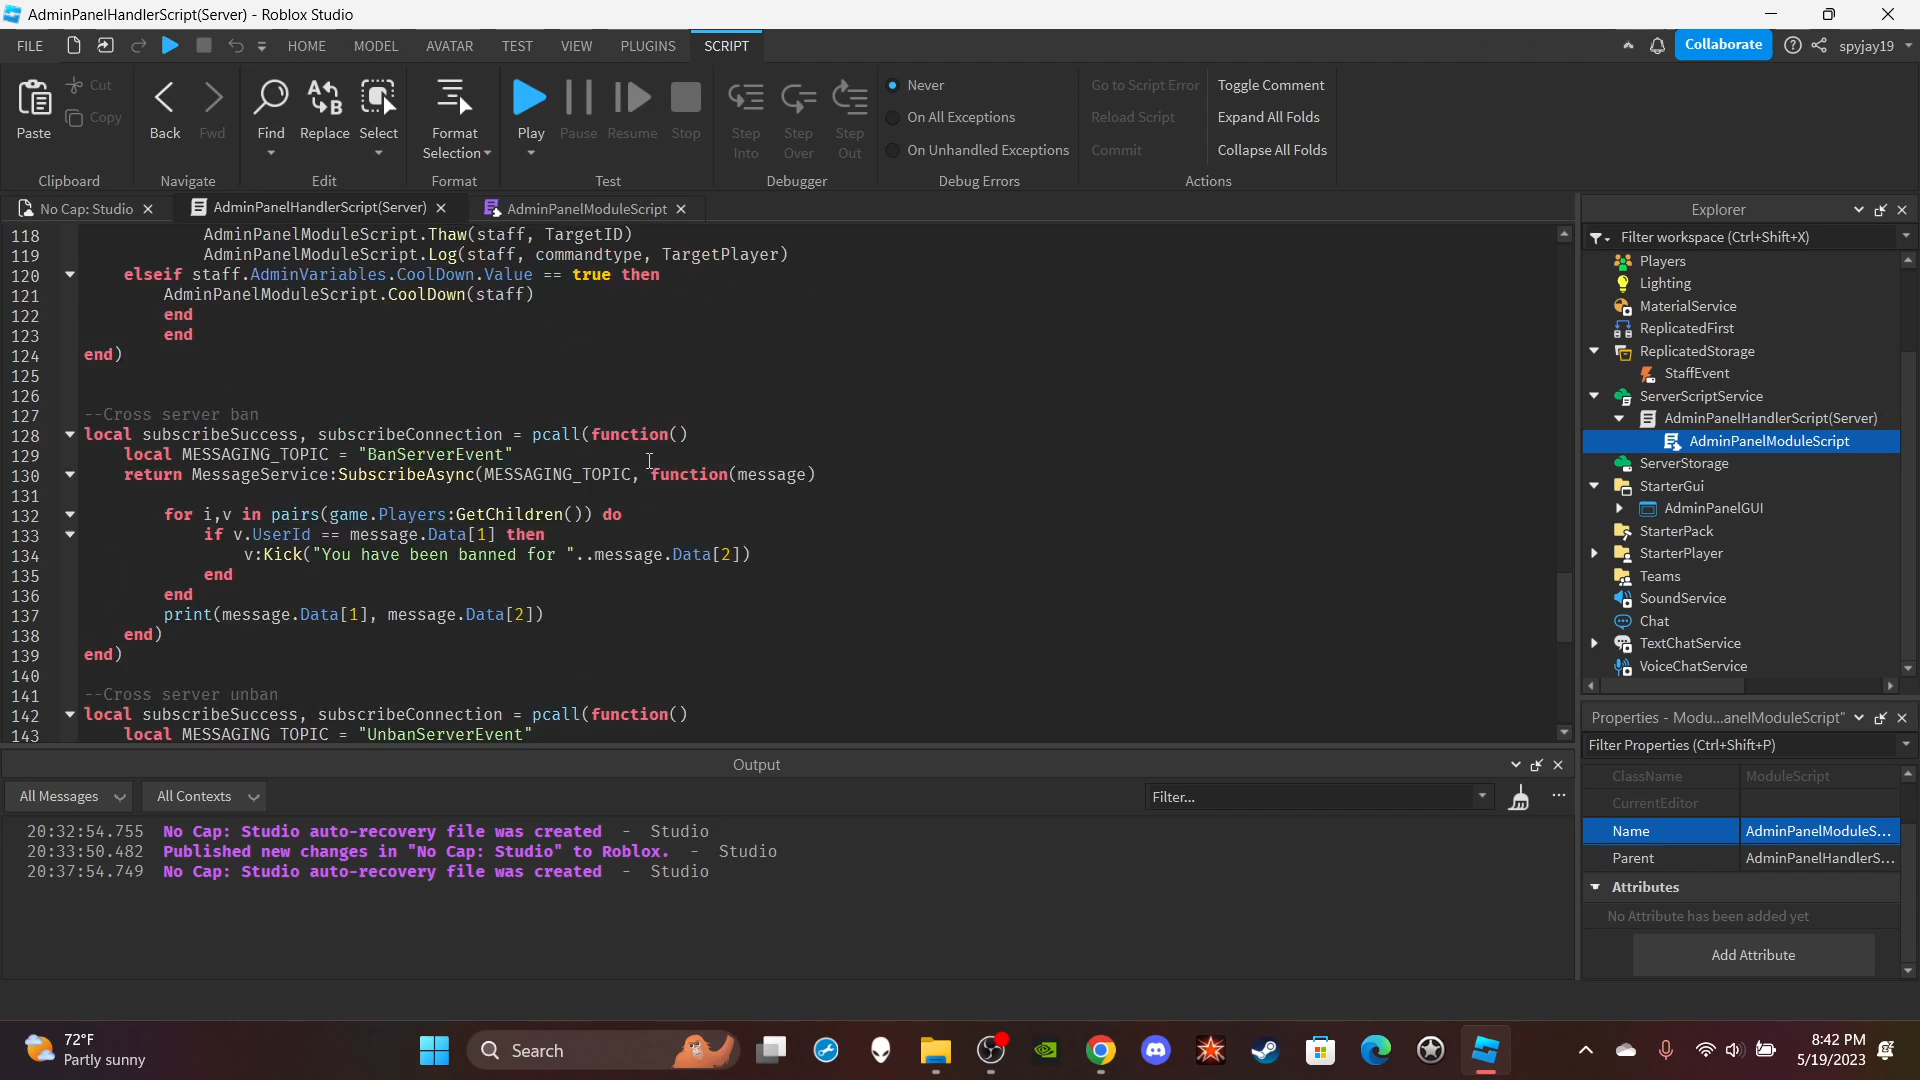 AdminPanelHandlerScript(Server) - Roblox Studio
FILE HOME MODEL AVATAR TEST VIEW PLUGINS SCRIPT Collaborate spyjay19
Paste Cut Copy
Back Fwd
Find Replace Select
Format Selection
Play Pause Resume Stop
Step Into Step Over Step Out
Never
On All Exceptions
On Unhandled Exceptions
Go to Script Error
Reload Script
Commit
Toggle Comment
Expand All Folds
Collapse All Folds
Clipboard Navigate Edit Format Test Debugger Debug Errors Actions
No Cap: Studio AdminPanelHandlerScript(Server) AdminPanelModuleScript
118 AdminPanelModuleScript.Thaw(staff, TargetID)
119 AdminPanelModuleScript.Log(staff, commandtype, TargetPlayer)
120 elseif staff.AdminVariables.CoolDown.Value == true then
121 AdminPanelModuleScript.CoolDown(staff)
122 end
123 end
124 end)
125
126
127 --Cross server ban
128 local subscribeSuccess, subscribeConnection = pcall(function()
129 local MESSAGING_TOPIC = "BanServerEvent"
130 return MessageService:SubscribeAsync(MESSAGING_TOPIC, function(message)
131
132 for i,v in pairs(game.Players:GetChildren()) do
133 if v.UserId == message.Data[1] then
134 v:Kick("You have been banned for "..message.Data[2])
135 end
136 end
137 print(message.Data[1], message.Data[2])
138 end)
139 end)
140
141 --Cross server unban
142 local subscribeSuccess, subscribeConnection = pcall(function()
143 local MESSAGING TOPIC = "UnbanServerEvent"
Output
All Messages All Contexts Filter...
20:32:54.755 No Cap: Studio auto-recovery file was created - Studio
20:33:50.482 Published new changes in "No Cap: Studio" to Roblox. - Studio
20:37:54.749 No Cap: Studio auto-recovery file was created - Studio
Explorer
Filter workspace (Ctrl+Shift+X)
Players
Lighting
MaterialService
ReplicatedFirst
ReplicatedStorage
StaffEvent
ServerScriptService
AdminPanelHandlerScript(Server)
AdminPanelModuleScript
ServerStorage
StarterGui
AdminPanelGUI
StarterPack
StarterPlayer
Teams
SoundService
Chat
TextChatService
VoiceChatService
Properties - Modu...anelModuleScript"
Filter Properties (Ctrl+Shift+P)
ClassName ModuleScript
CurrentEditor
Name AdminPanelModuleS...
Parent AdminPanelHandlerS...
Attributes
No Attribute has been added yet
Add Attribute
72°F
Partly sunny
Search
8:42 PM
5/19/2023